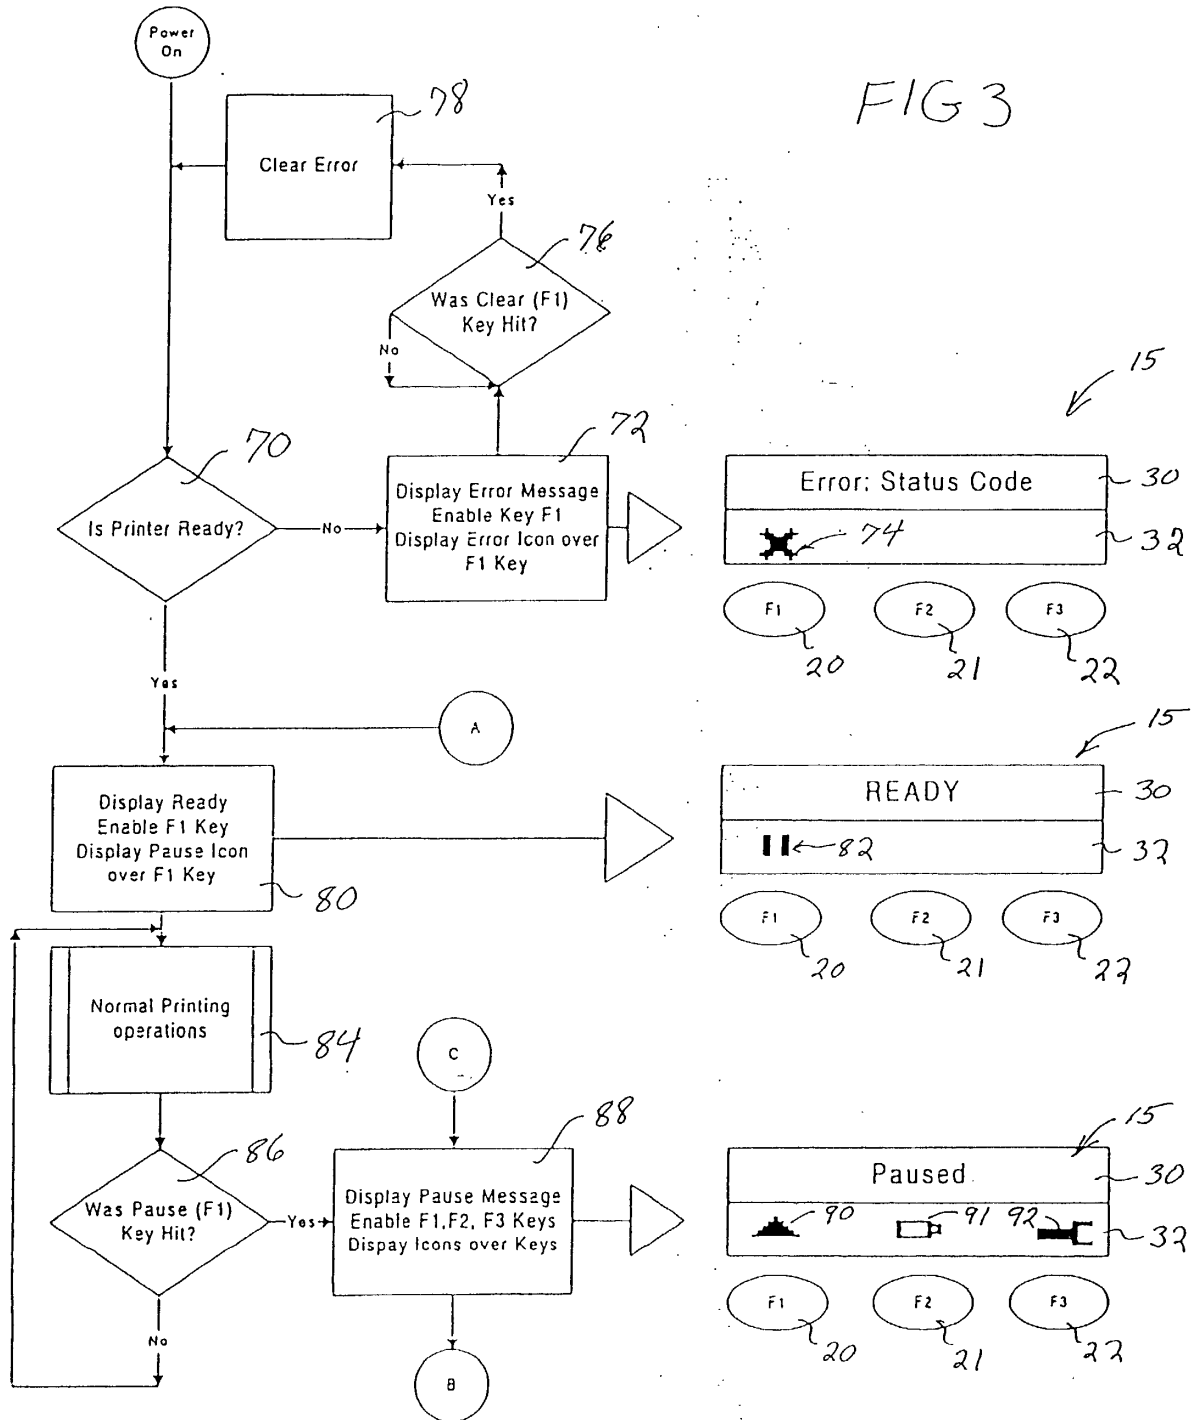 Power
On
FIG 3
78
Clear Error
Yes
76
Was Clear (F1)
Key Hit?
No
15
70
Is Printer Ready?
No
72
Display Error Message
Enable Key F1
Display Error Icon over
F1 Key
Error: Status Code
30
74
32
F1
F2
F3
20
21
22
Yes
A
15
Display Ready
Enable F1 Key
Display Pause Icon
over F1 Key
80
READY
30
82
32
F1
F2
F3
20
21
22
Normal Printing
operations
84
C
86
Was Pause (F1)
Key Hit?
Yes
88
Display Pause Message
Enable F1,F2, F3 Keys
Dispay Icons over Keys
15
Paused
30
90
91
92
32
F1
F2
F3
20
21
22
No
B